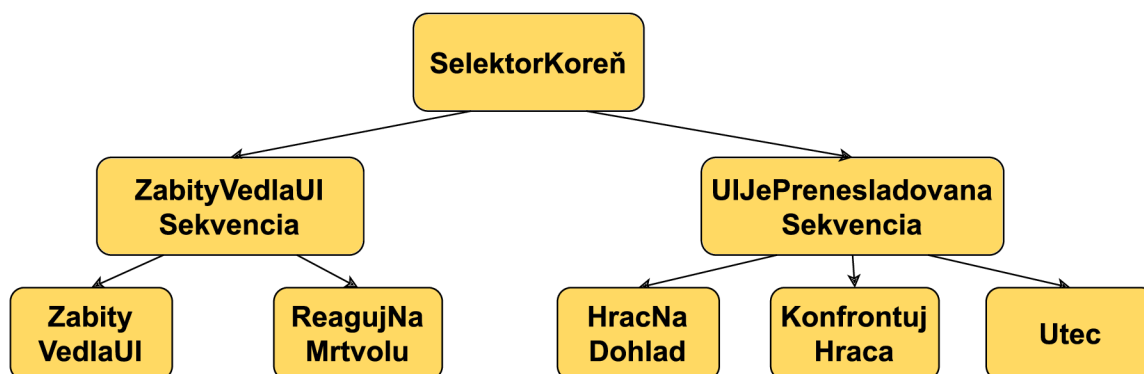 SelektorKoreň
ZabityVedlaUI
Sekvencia
UIJePrenesladovana
Sekvencia
Zabity
VedlaUI
ReagujNa
Mrtvolu
HracNa
Dohlad
Konfrontuj
Hraca
Utec